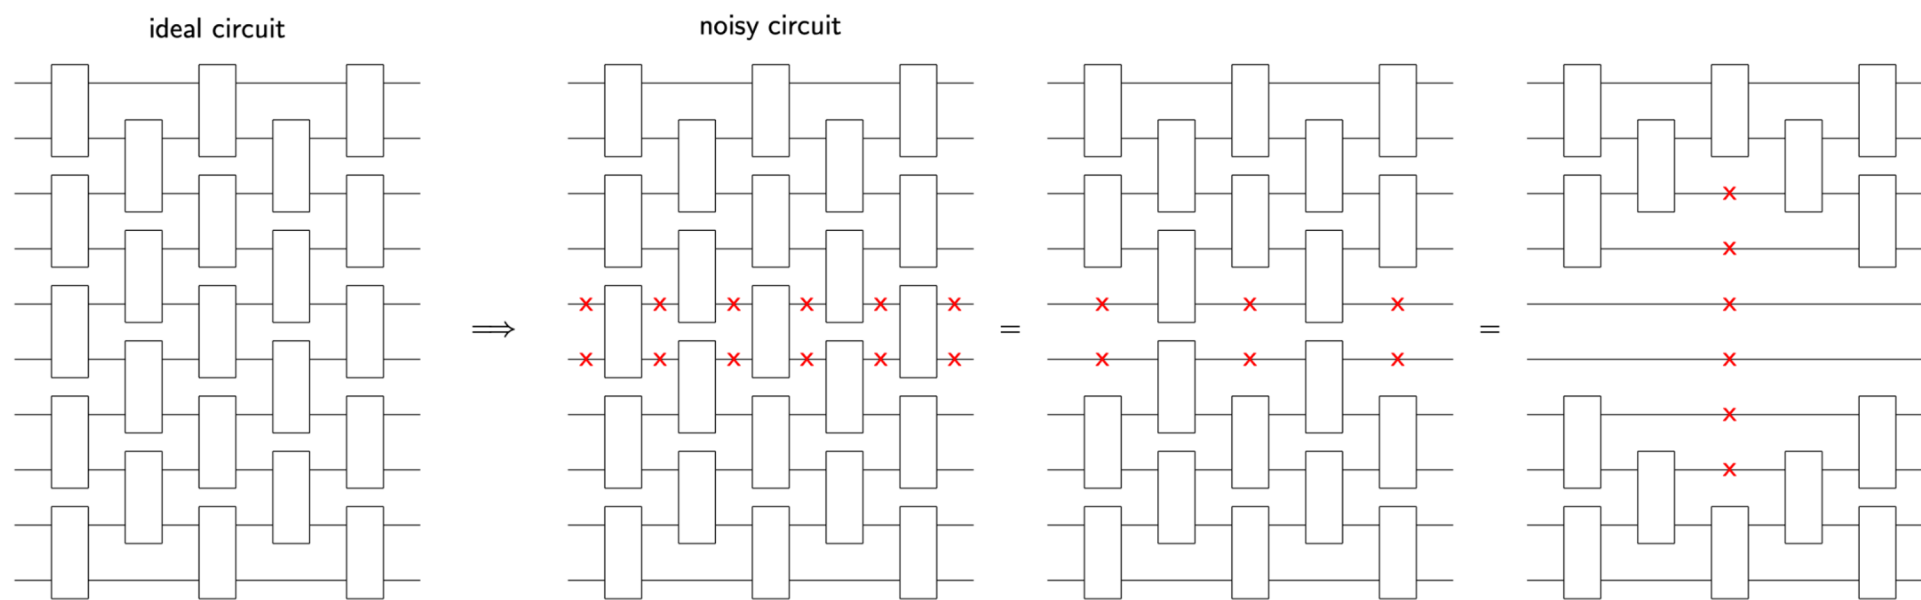 ideal circuit
noisy circuit
⟹
=
=